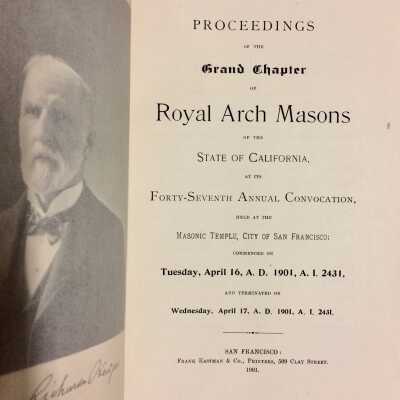 PROCEEDINGS
OF THE
Grand Chapter
OF
Royal Arch Masons
OF THE
STATE OF CALIFORNIA,
AT ITS
FORTY-SEVENTH ANNUAL CONVOCATION,
HELD AT THE
MASONIC TEMPLE, CITY OF SAN FRANCISCO;
COMMENCED ON
Tuesday, April 16, A. D. 1901, A. I. 2431,
AND TERMINATED ON
Wednesday, April 17, A. D. 1901, A. I. 2431.
SAN FRANCISCO:
FRANK EASTMAN & CO., PRINTERS, 509 CLAY STREET.
1901.